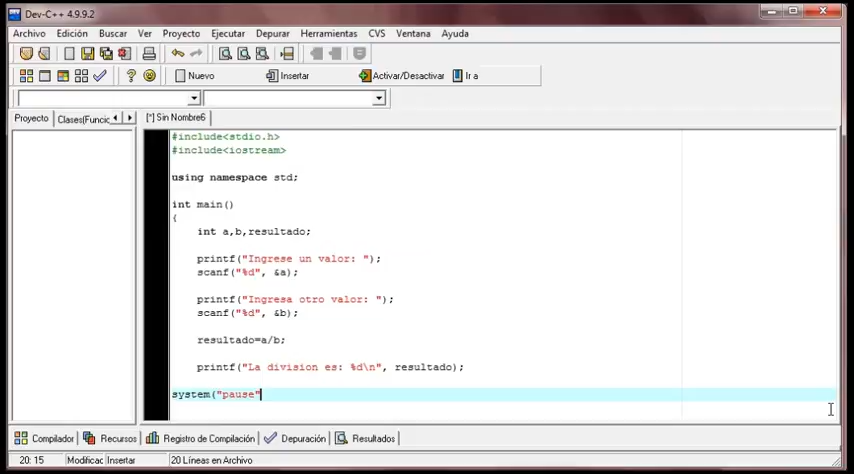 Dev-C++ 4.9.9.2
Archivo Edición Buscar Ver Proyecto Ejecutar Depurar Herramientas CVS Ventana Ayuda
Nuevo Insertar Activar/Desactivar Ir a
Proyecto Clases(Funcic [*] Sin Nombre6
#include<stdio.h>
#include<iostream>
using namespace std;
int main()
{
int a,b,resultado;
printf("Ingrese un valor: ");
scanf("%d", &a);
printf("Ingresa otro valor: ");
scanf("%d", &b);
resultado=a/b;
printf("La division es: %d\n", resultado);
system("pause"
Compilador Recursos Registro de Compilación Depuración Resultados
20: 15 Modificac Insertar 20 Líneas en Archivo